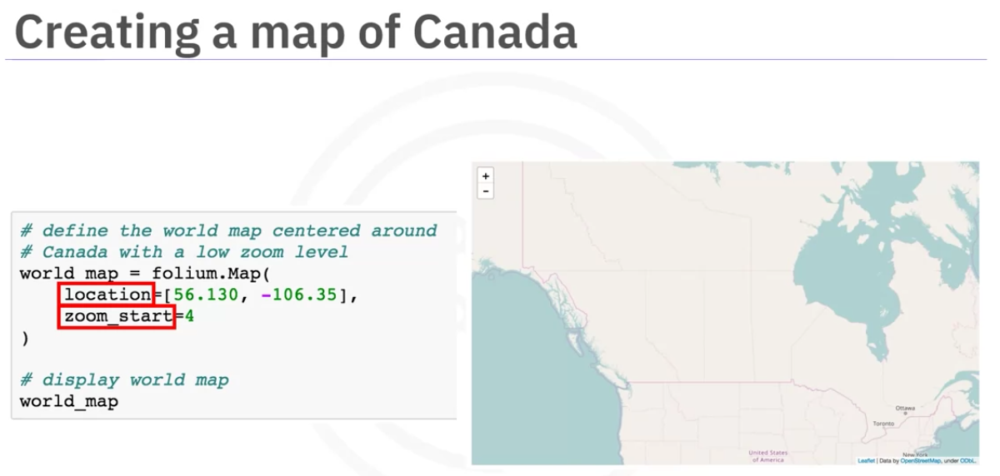 Creating a map of Canada
# define the world map centered around
# Canada with a low zoom level
world_map = folium.Map(
location=[56.130, -106.35],
zoom_start=4
)
# display world map
world_map
+
-
Ottawa
Toronto
New York
United States
of America
Leaflet | Data by OpenStreetMap, under ODbL.